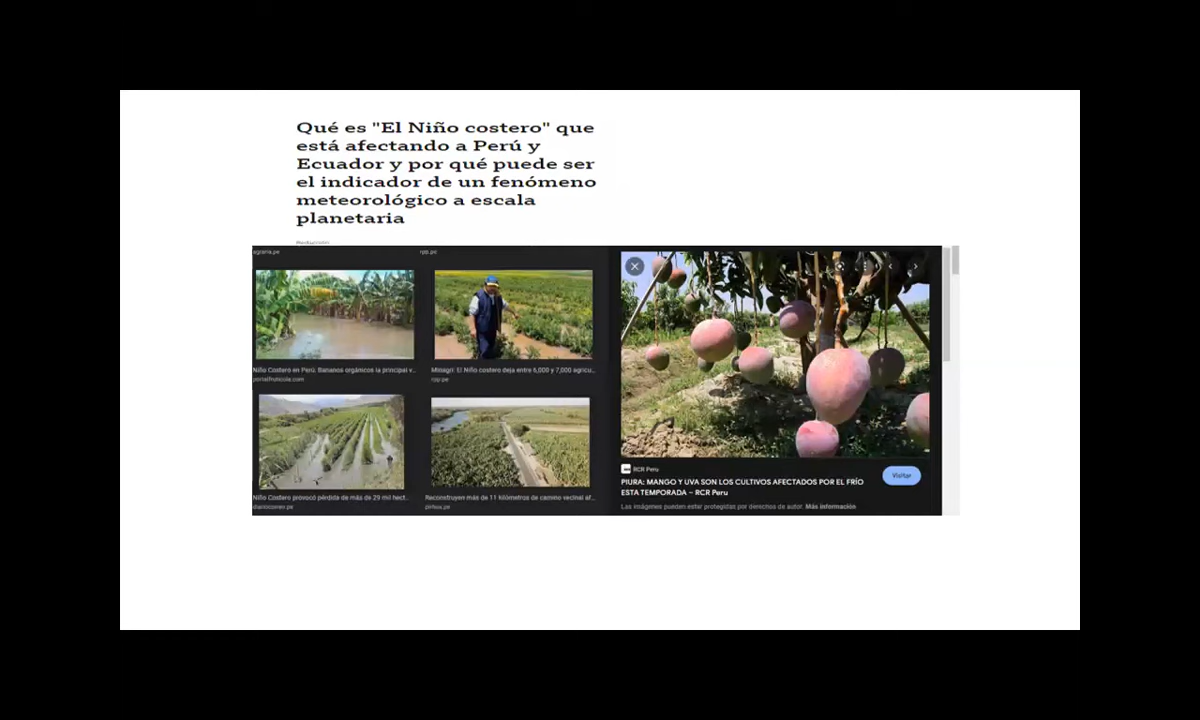 Qué es "El Niño costero" que
está afectando a Perú y
Ecuador y por qué puede ser
el indicador de un fenómeno
meteorológico a escala
planetaria
Redacción
agraria.pe
rpp.pe
Niño Costero en Perú: Bananos orgánicos la principal v...
portalfruticola.com
Minagri: El Niño costero deja entre 6,000 y 7,000 agricu...
rpp.pe
Niño Costero provocó pérdida de más de 29 mil hect...
diariocorreo.pe
Reconstruyen más de 11 kilómetros de camino vecinal af...
RCR Peru
PIURA: MANGO Y UVA SON LOS CULTIVOS AFECTADOS POR EL FRÍO
ESTA TEMPORADA – RCR Peru
Visitar
Las imágenes pueden estar protegidas por derechos de autor. Más información